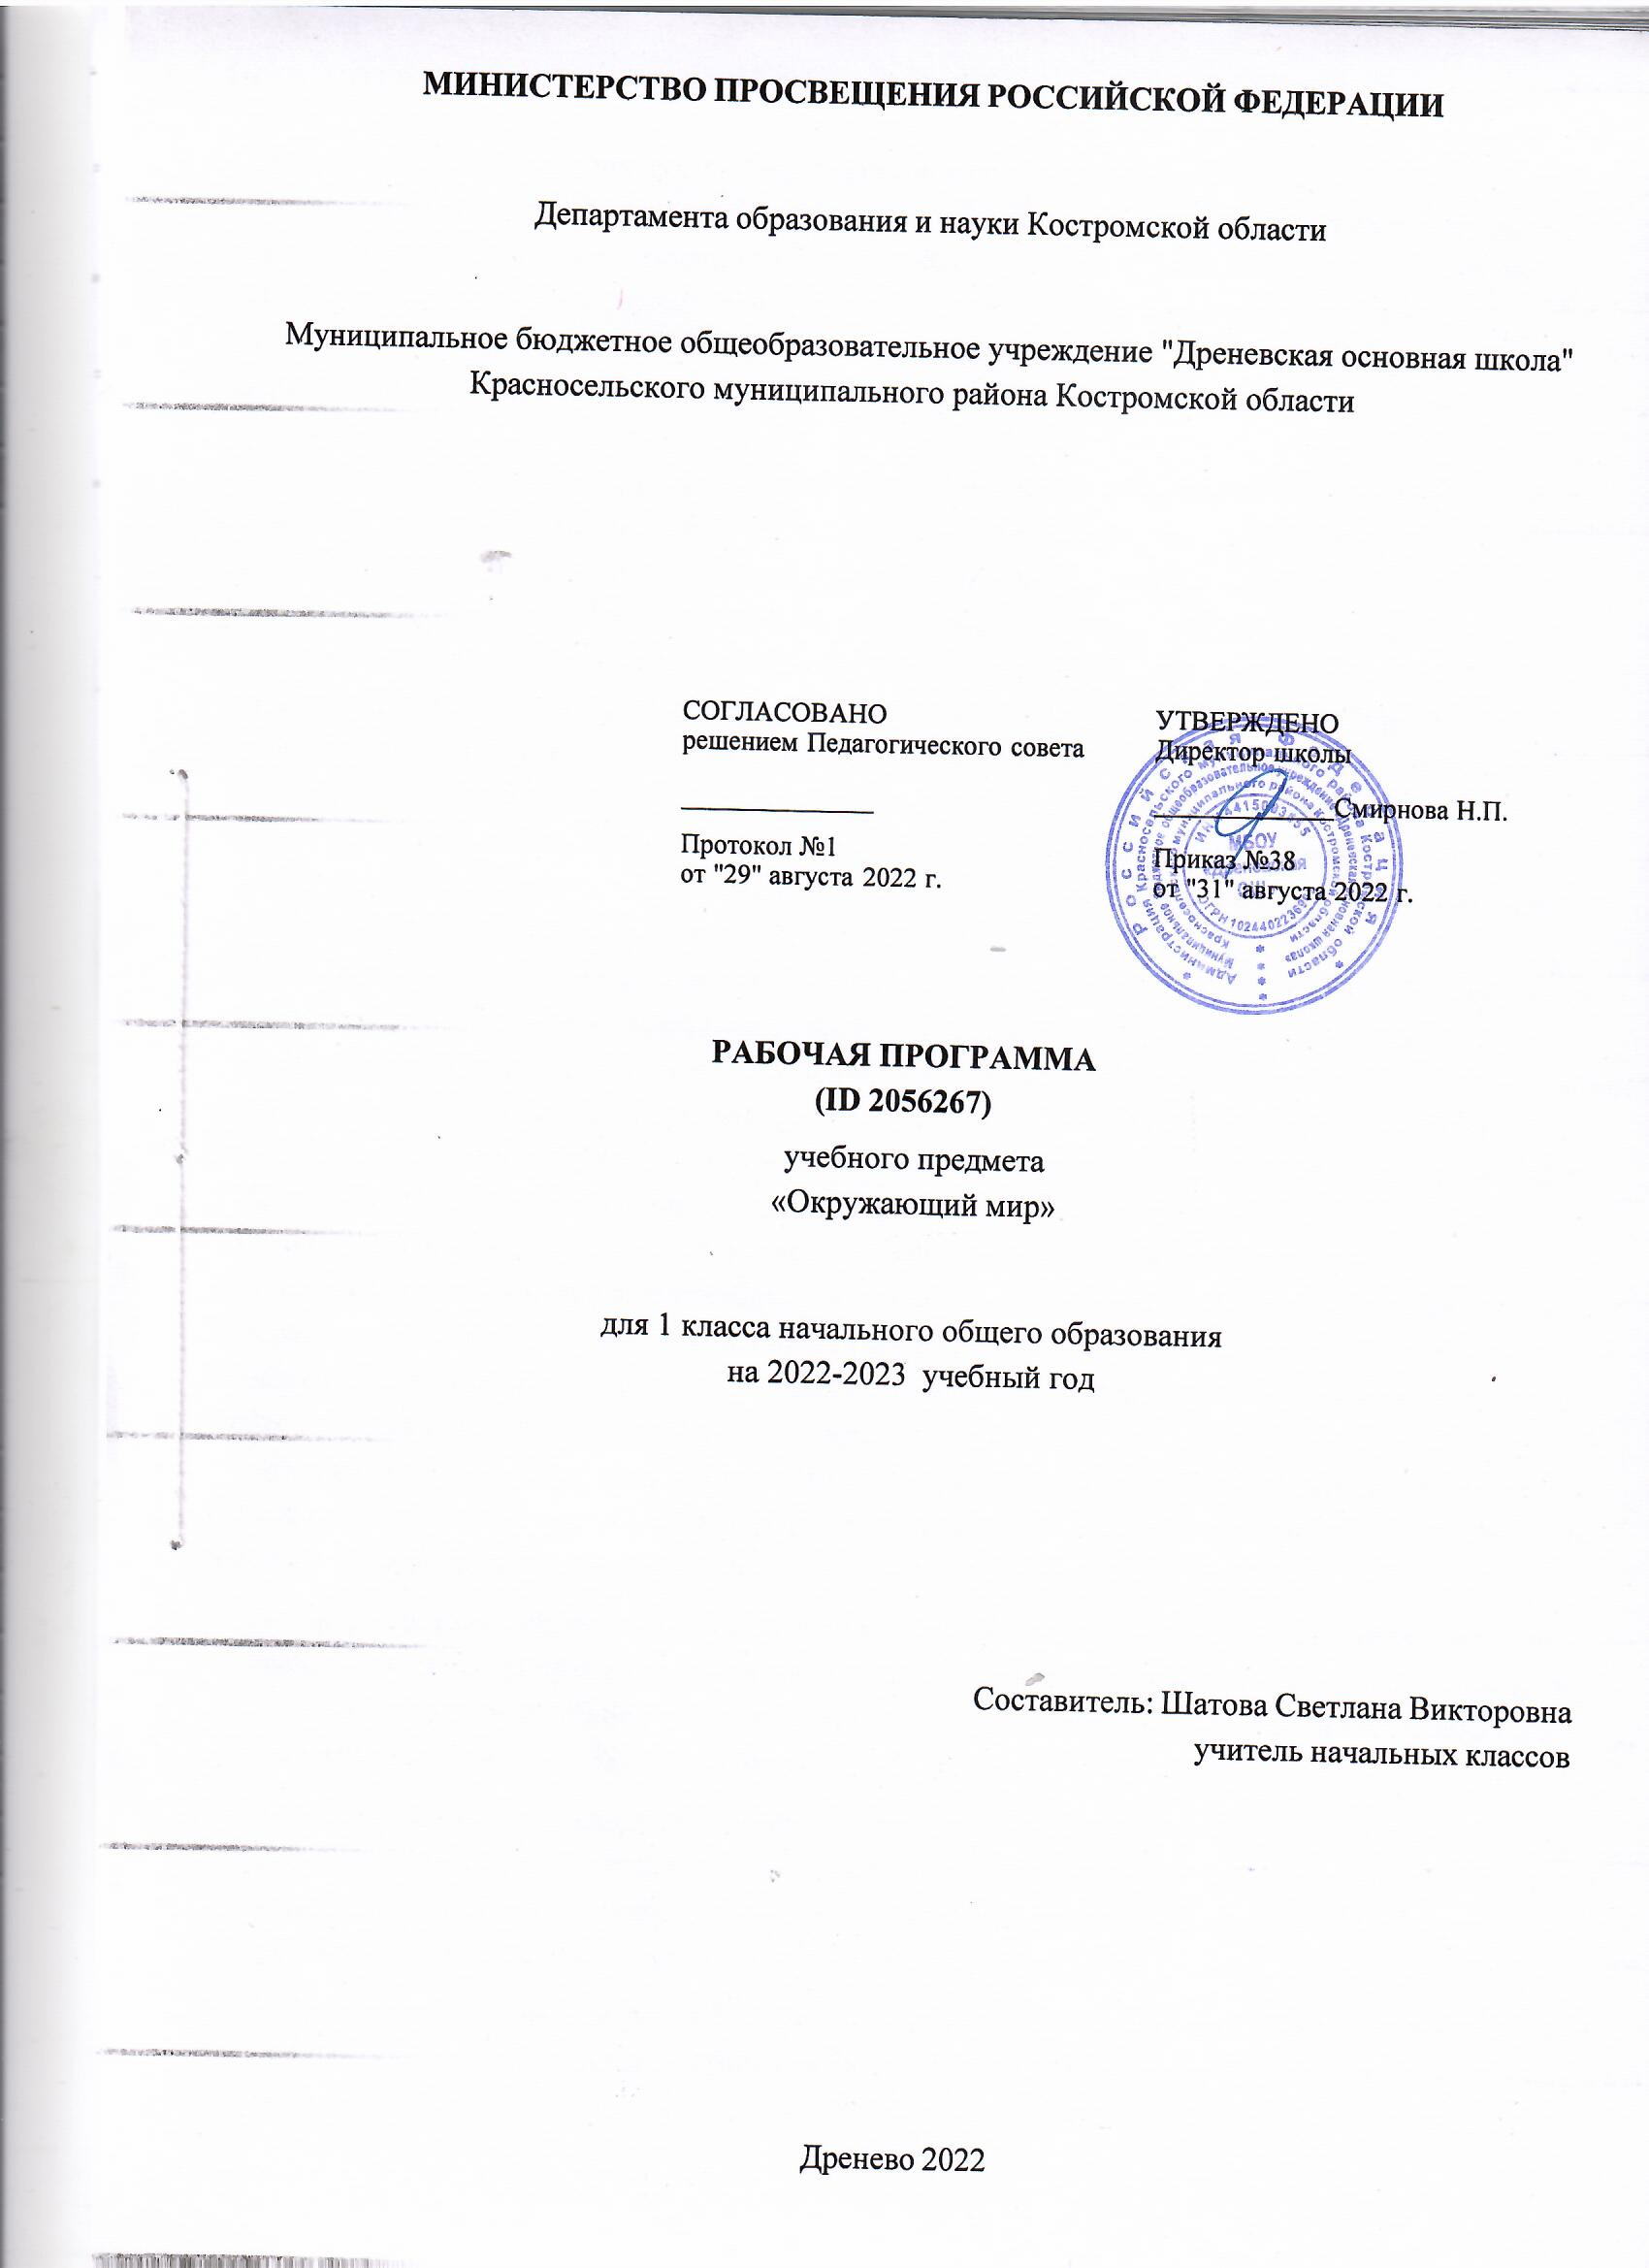 МИНИСТЕРСТВО ПРОСВЕЩЕНИЯ РОССИЙСКОЙ ФЕДЕРАЦИИ
Департамента образования и науки Костромской области
Муниципальное бюджетное общеобразовательное учреждение "Дреневская основная школа"
Красносельского муниципального района Костромской области
СОГЛАСОВАНО
решением Педагогического совета
Протокол №1
от "29" августа 2022 г.
УТВЕРЖДЕНО
Директор школы
Смирнова Н.П.
Приказ №38
от "31" августа 2022 г.
Российская Федерация
МБОУ
РАБОЧАЯ ПРОГРАММА
(ID 2056267)
учебного предмета
«Окружающий мир»
для 1 класса начального общего образования
на 2022-2023 учебный год
Составитель: Шатова Светлана Викторовна
учитель начальных классов
Дренево 2022